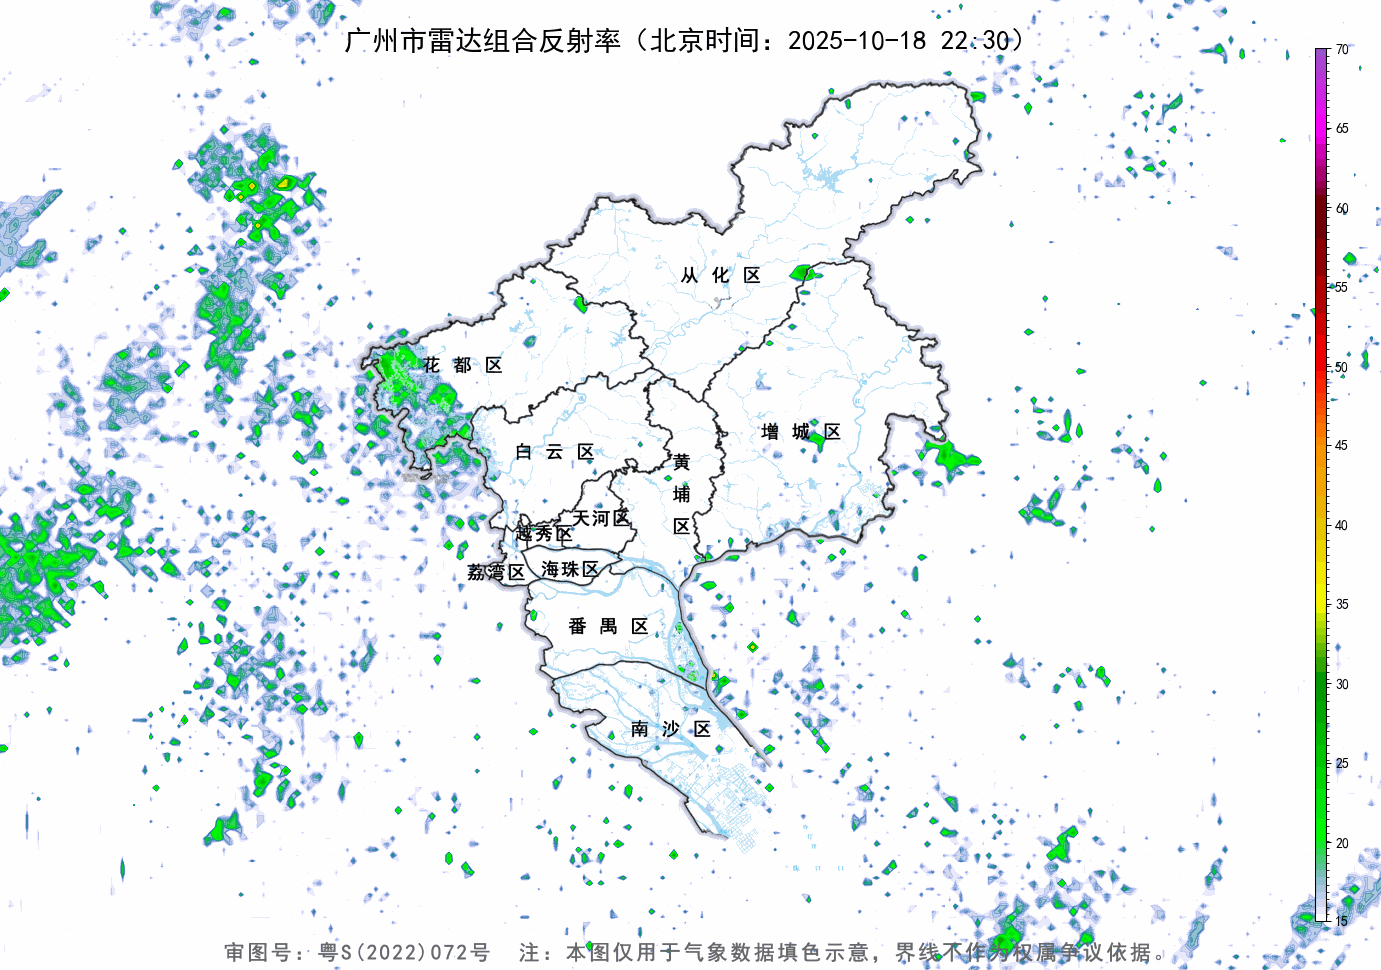 广州市雷达组合反射率（北京时间：2025-10-18 22:30）
70
65
60
55
50
45
40
35
30
25
20
15
从化区
花都区
增城区
白云区
黄埔区
天河区
越秀区
海珠区
荔湾区
番禺区
南沙区
审图号：粤S(2022)072号 注：本图仅用于气象数据填色示意，界线不作为权属争议依据。